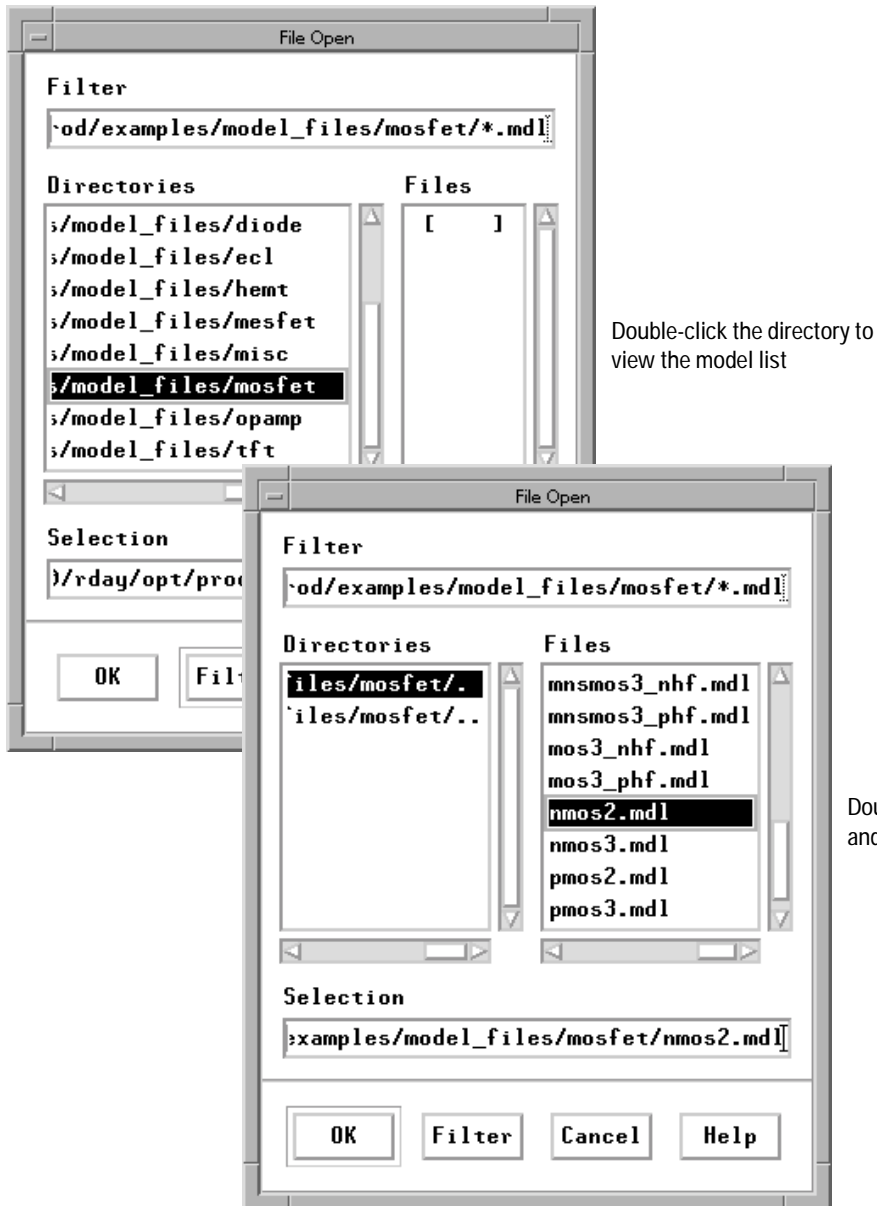 File Open
Filter
od/examples/model_files/mosfet/*.mdl
Directories
Files
s/model_files/diode
s/model_files/ecl
s/model_files/hemt
s/model_files/mesfet
s/model_files/misc
s/model_files/mosfet
s/model_files/opamp
s/model_files/tft
[ ]
Selection
/rday/opt/prod
OK
Filt
Double-click the directory to
view the model list
File Open
Filter
od/examples/model_files/mosfet/*.mdl
Directories
Files
iles/mosfet/.
iles/mosfet/..
mnsmos3_nhf.mdl
mnsmos3_phf.mdl
mos3_nhf.mdl
mos3_phf.mdl
nmos2.mdl
nmos3.mdl
pmos2.mdl
pmos3.mdl
Selection
examples/model_files/mosfet/nmos2.mdl
OK
Filter
Cancel
Help